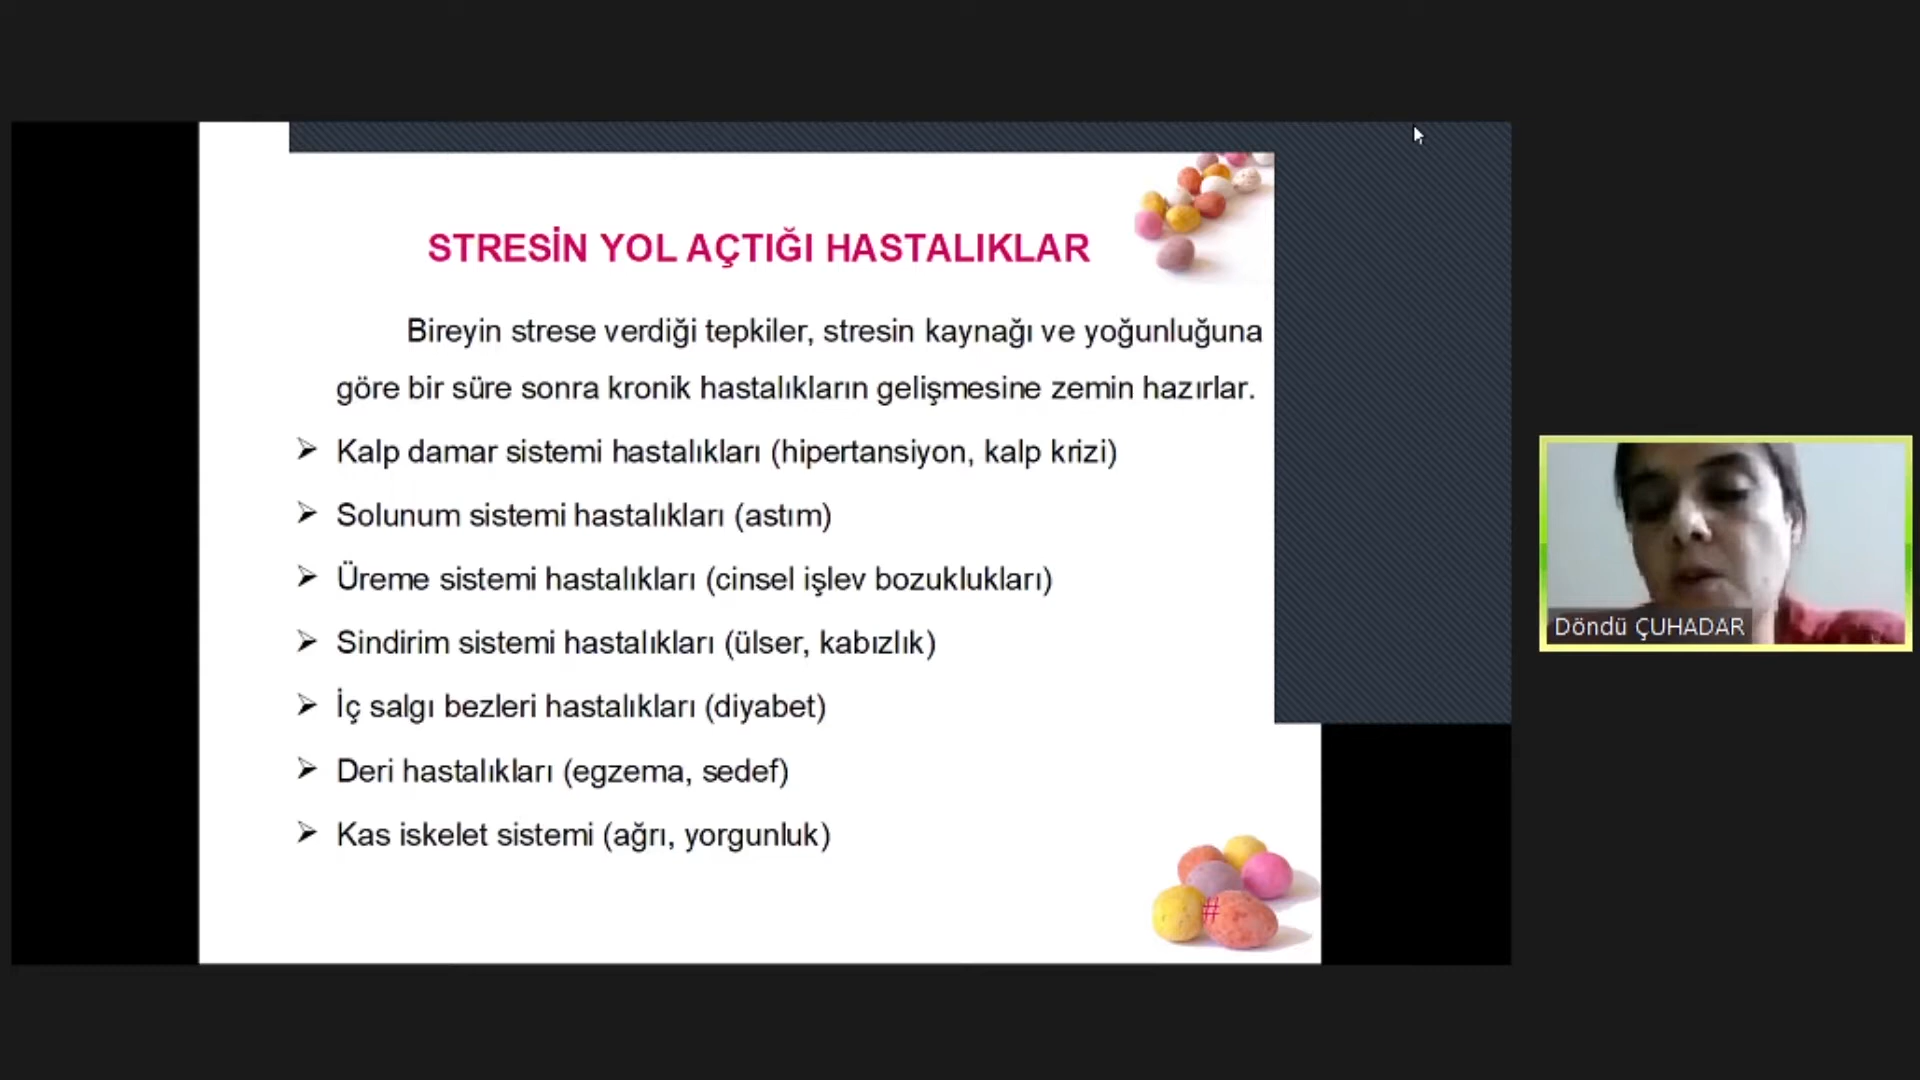 STRESİN YOL AÇTIĞI HASTALIKLAR
Bireyin strese verdiği tepkiler, stresin kaynağı ve yoğunluğuna
göre bir süre sonra kronik hastalıkların gelişmesine zemin hazırlar.
➢ Kalp damar sistemi hastalıkları (hipertansiyon, kalp krizi)
➢ Solunum sistemi hastalıkları (astım)
➢ Üreme sistemi hastalıkları (cinsel işlev bozuklukları)
➢ Sindirim sistemi hastalıkları (ülser, kabızlık)
➢ İç salgı bezleri hastalıkları (diyabet)
➢ Deri hastalıkları (egzema, sedef)
➢ Kas iskelet sistemi (ağrı, yorgunluk)
#
Döndü ÇUHADAR